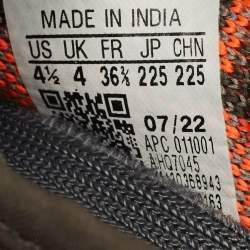 MADE IN INDIA
US UK FR JP CHN
4½ 4 36⅔ 225 225
07/22
APC 011001
AHQ7045